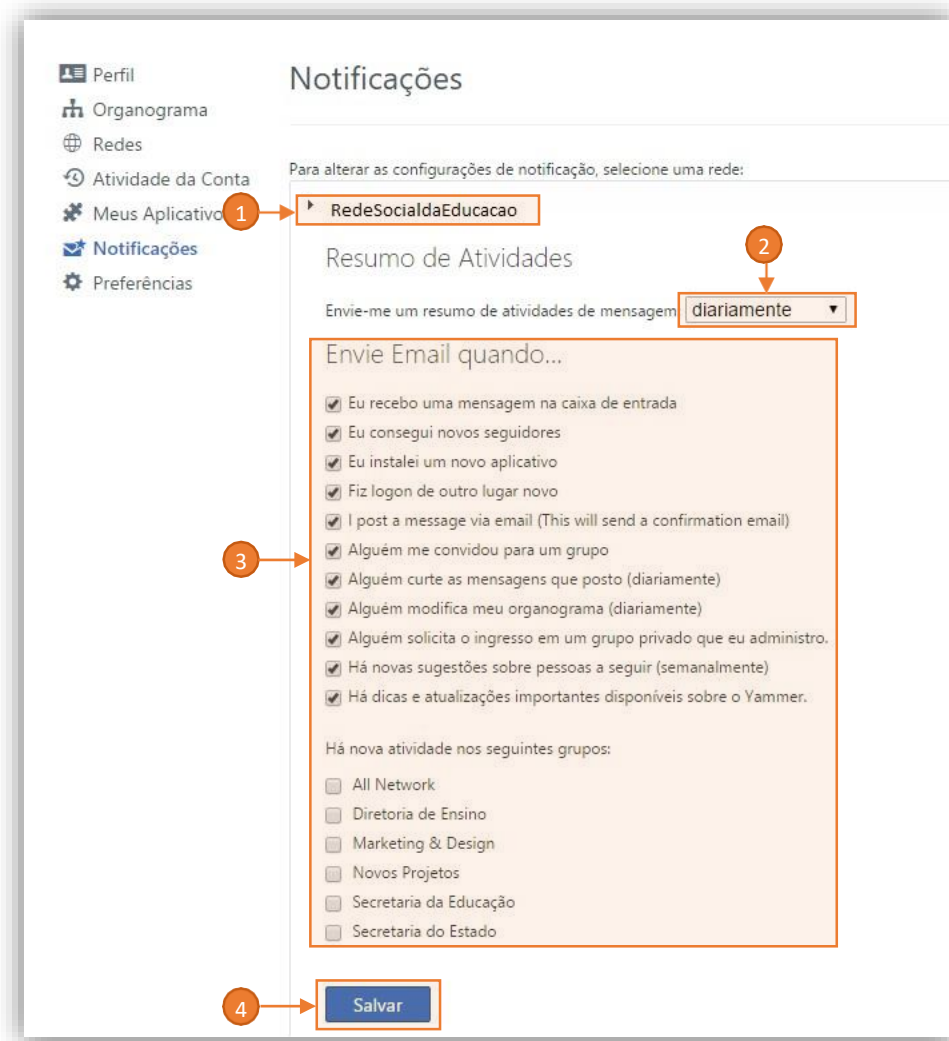 Perfil
Organograma
Redes
Atividade da Conta
Meus Aplicativo
Notificações
Preferências
Notificações
Para alterar as configurações de notificação, selecione uma rede:
1
RedeSocialdaEducacao
Resumo de Atividades
2
Envie-me um resumo de atividades de mensagem diariamente
Envie Email quando...
Eu recebo uma mensagem na caixa de entrada
Eu consegui novos seguidores
Eu instalei um novo aplicativo
Fiz logon de outro lugar novo
I post a message via email (This will send a confirmation email)
3
Alguém me convidou para um grupo
Alguém curte as mensagens que posto (diariamente)
Alguém modifica meu organograma (diariamente)
Alguém solicita o ingresso em um grupo privado que eu administro.
Há novas sugestões sobre pessoas a seguir (semanalmente)
Há dicas e atualizações importantes disponíveis sobre o Yammer.
Há nova atividade nos seguintes grupos:
All Network
Diretoria de Ensino
Marketing & Design
Novos Projetos
Secretaria da Educação
Secretaria do Estado
4
Salvar